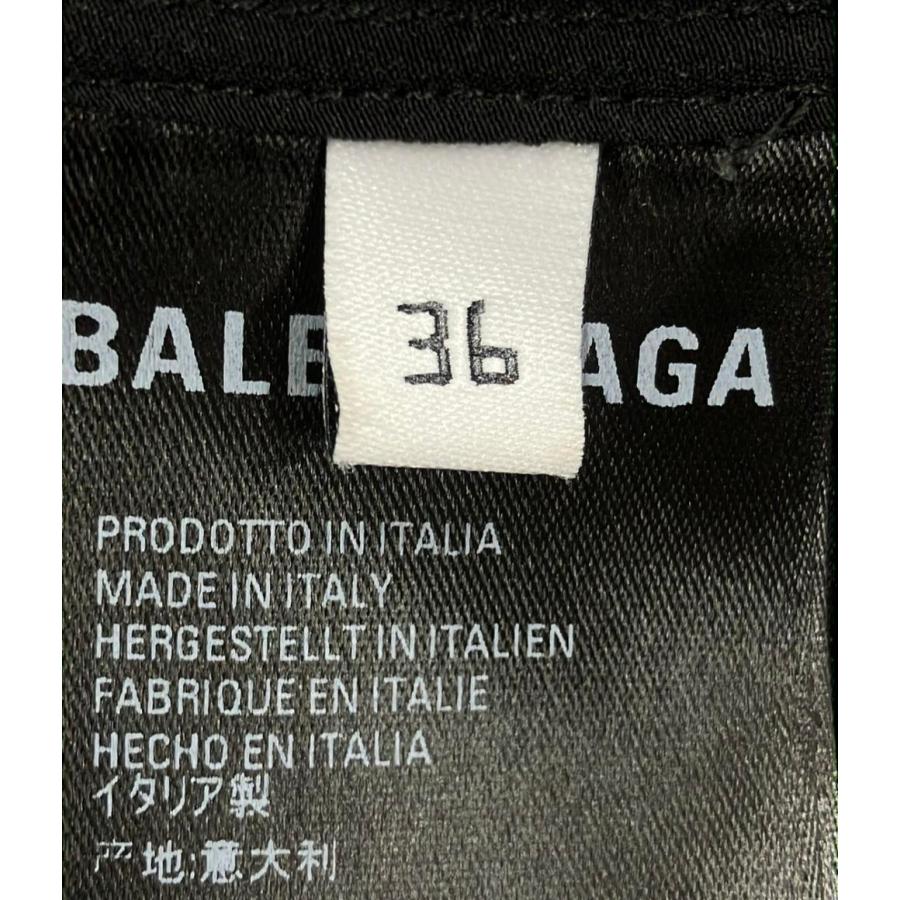 36
BALE AGA
PRODOTTO IN ITALIA
MADE IN ITALY
HERGESTELLT IN ITALIEN
FABRIQUE EN ITALIE
HECHO EN ITALIA
イタリア製
产地:意大利